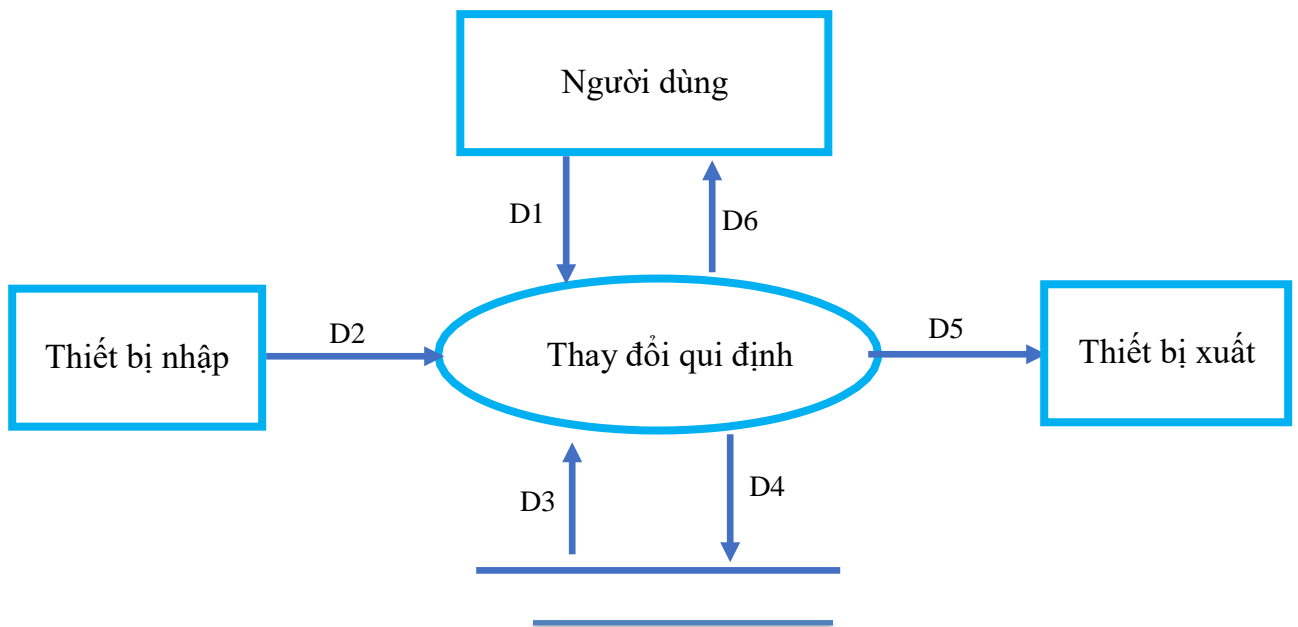 Người dùng
D1
D6
Thiết bị nhập
D2
Thay đổi qui định
D5
Thiết bị xuất
D3
D4